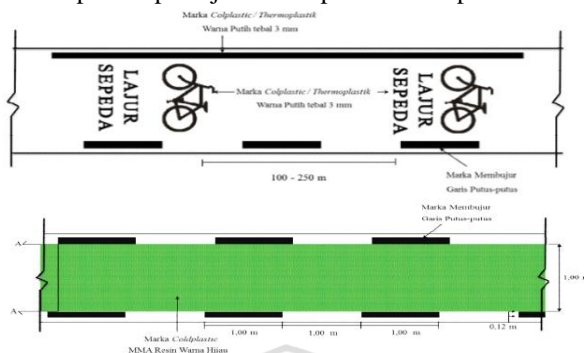 Marka Colplastic / Thermoplastik
Warna Putih tebal 3 mm
LAJUR
SEPEDA
Marka Colplastic / Thermoplastik
Warna Putih tebal 3 mm
LAJUR
SEPEDA
100 - 250 m
Marka Membujur
Garis Putus-putus
Marka Membujur
Garis Putus-putus
A
A
1,00
1,00 m
1,00 m
1,00 m
0.12 m
Marka Coldplastic
MMA Resin Warna Hijau